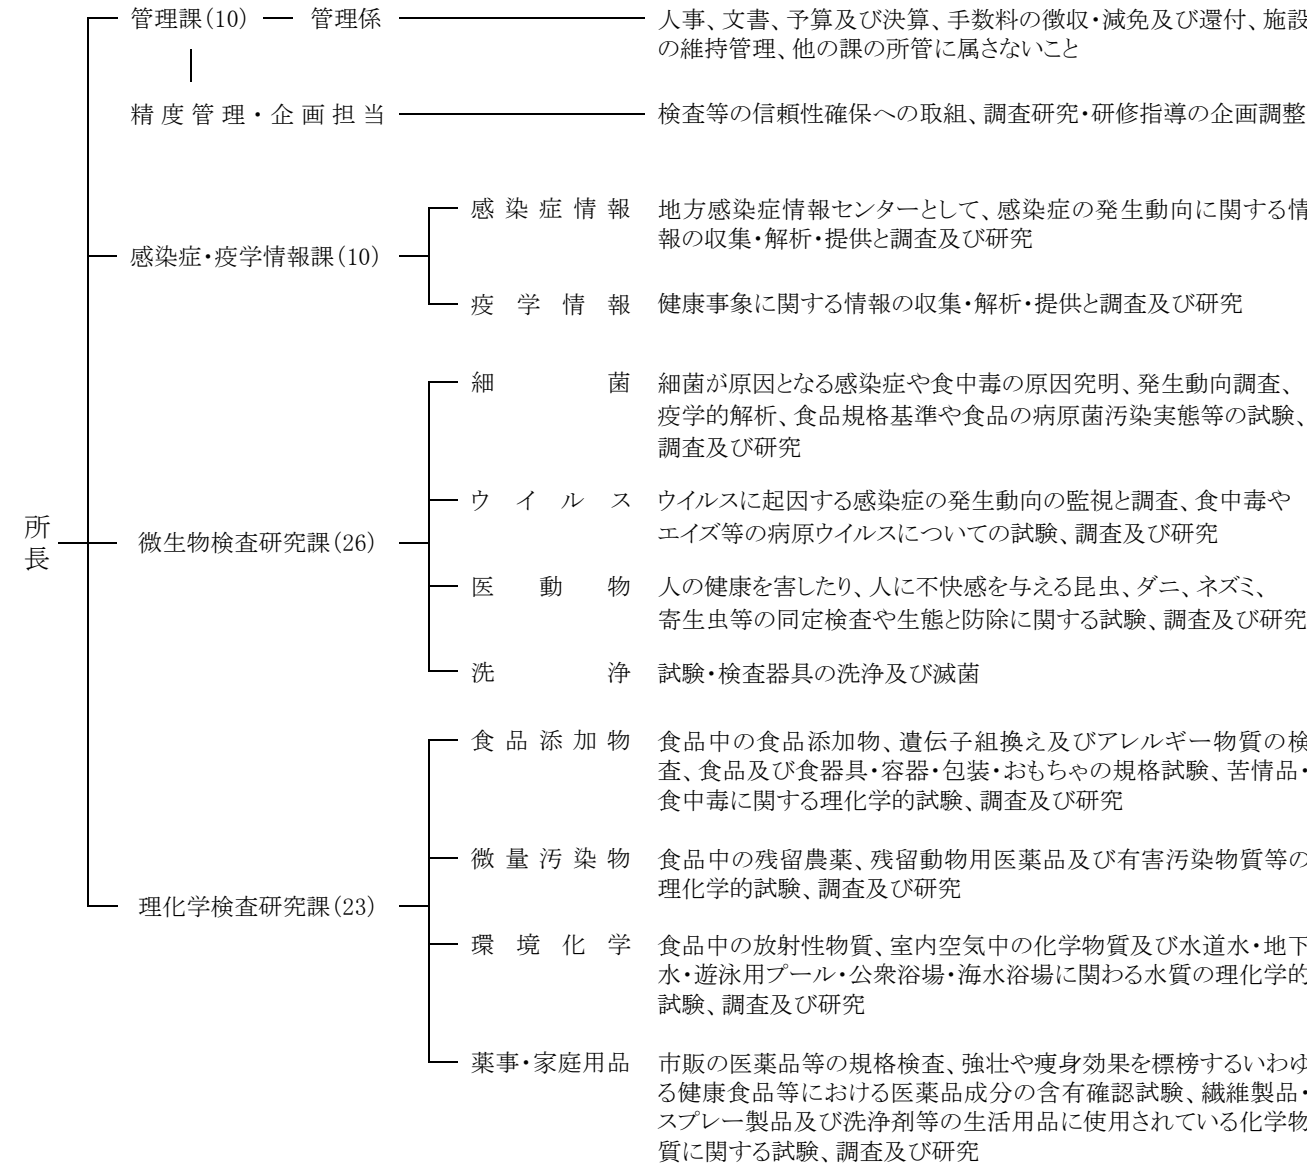 所長
管理課(10)
管理係
人事、文書、予算及び決算、手数料の徴収・減免及び還付、施設
の維持管理、他の課の所管に属さないこと
精度管理・企画担当
検査等の信頼性確保への取組、調査研究・研修指導の企画調整
感染症・疫学情報課(10)
感染症情報
地方感染症情報センターとして、感染症の発生動向に関する情
報の収集・解析・提供と調査及び研究
疫学情報
健康事象に関する情報の収集・解析・提供と調査及び研究
微生物検査研究課(26)
細菌
細菌が原因となる感染症や食中毒の原因究明、発生動向調査、
疫学的解析、食品規格基準や食品の病原菌汚染実態等の試験、
調査及び研究
ウイルス
ウイルスに起因する感染症の発生動向の監視と調査、食中毒や
エイズ等の病原ウイルスについての試験、調査及び研究
医動物
人の健康を害したり、人に不快感を与える昆虫、ダニ、ネズミ、
寄生虫等の同定検査や生態と防除に関する試験、調査及び研究
洗浄
試験・検査器具の洗浄及び滅菌
理化学検査研究課(23)
食品添加物
食品中の食品添加物、遺伝子組換え及びアレルギー物質の検
査、食品及び食器具・容器・包装・おもちゃの規格試験、苦情品・
食中毒に関する理化学的試験、調査及び研究
微量汚染物
食品中の残留農薬、残留動物用医薬品及び有害汚染物質等の
理化学的試験、調査及び研究
環境化学
食品中の放射性物質、室内空気中の化学物質及び水道水・地下
水・遊泳用プール・公衆浴場・海水浴場に関わる水質の理化学的
試験、調査及び研究
薬事・家庭用品
市販の医薬品等の規格検査、強壮や痩身効果を標榜するいわゆ
る健康食品等における医薬品成分の含有確認試験、繊維製品・
スプレー製品及び洗浄剤等の生活用品に使用されている化学物
質に関する試験、調査及び研究